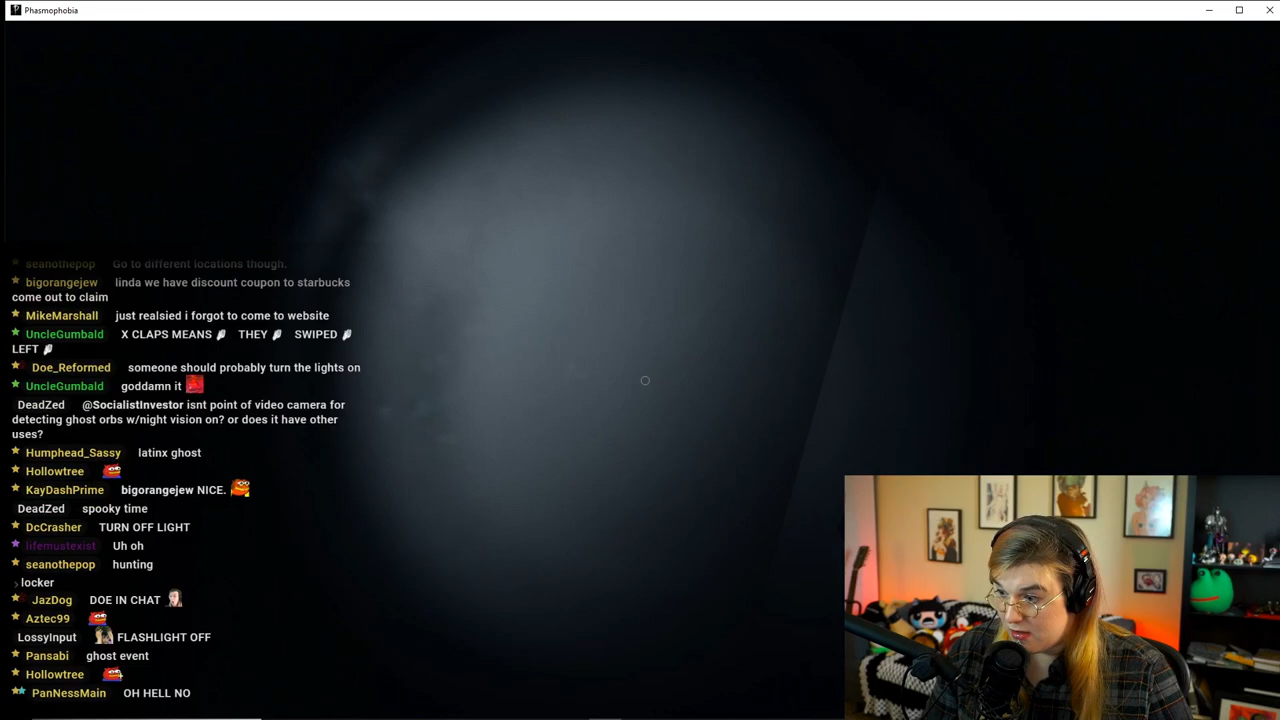 Phasmophobia
seanothepop Go to different locations though.
bigorangejew linda we have discount coupon to starbucks
come out to claim
MikeMarshall just realsied i forgot to come to website
UncleGumbald X CLAPS MEANS THEY SWIPED
LEFT
Doe_Reformed someone should probably turn the lights on
UncleGumbald goddamn it
DeadZed @SocialistInvestor isnt point of video camera for
detecting ghost orbs w/night vision on? or does it have other
uses?
Humphead_Sassy latinx ghost
Hollowtree
KayDashPrime bigorangejew NICE.
DeadZed spooky time
DcCrasher TURN OFF LIGHT
lifemustexist Uh oh
seanothepop hunting
locker
JazDog DOE IN CHAT
Aztec99
LossyInput FLASHLIGHT OFF
Pansabi ghost event
Hollowtree
PanNessMain OH HELL NO